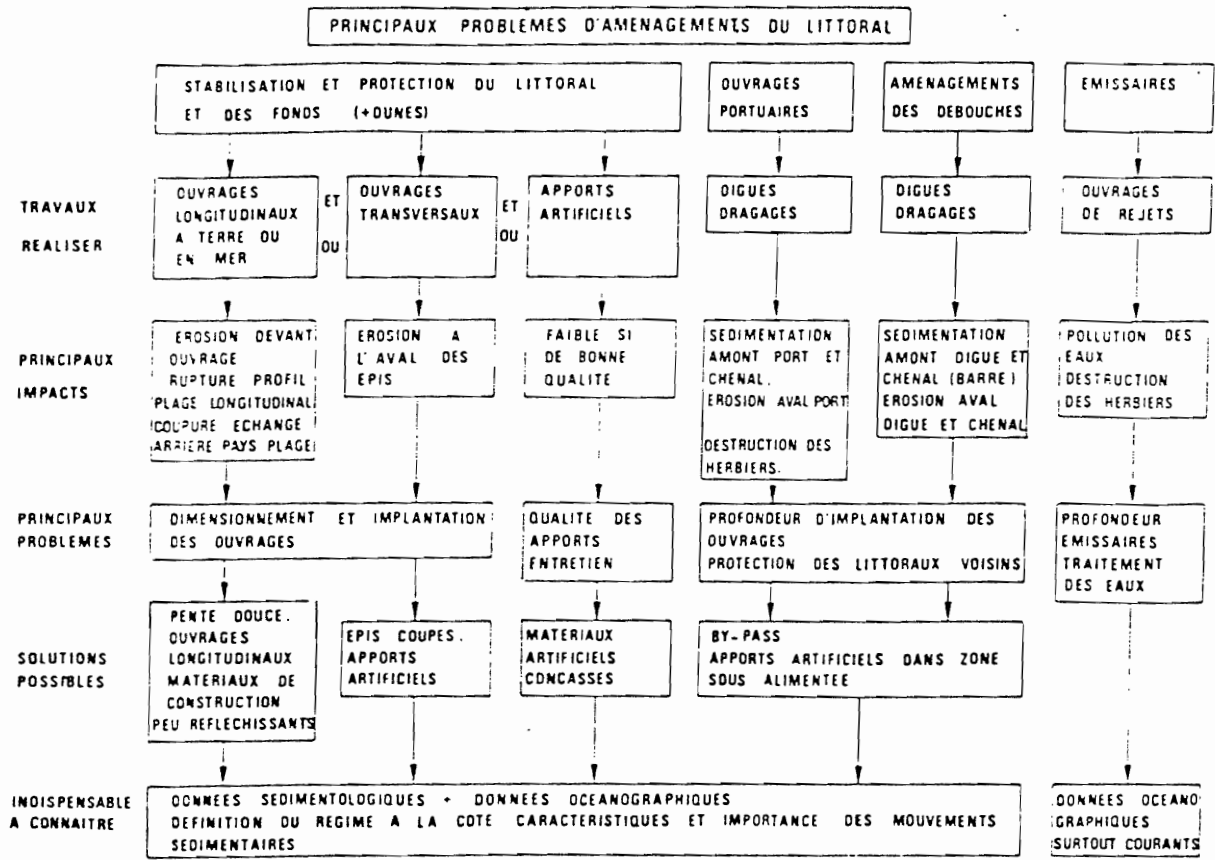 PRINCIPAUX PROBLEMES D'AMENAGEMENTS DU LITTORAL
STABILISATION ET PROTECTION DU LITTORAL
ET DES FONDS (+DUNES)
OUVRAGES
PORTUAIRES
AMENAGEMENTS
DES DEBOUCHES
EMISSAIRES
TRAVAUX
REALISER
OUVRAGES
LONGITUDINAUX
A TERRE OU
EN MER
ET
OU
OUVRAGES
TRANSVERSAUX
ET
OU
APPORTS
ARTIFICIELS
DIGUES
DRAGAGES
DIGUES
DRAGAGES
OUVRAGES
DE REJETS
PRINCIPAUX
IMPACTS
EROSION DEVANT
OUVRAGE
RUPTURE PROFIL
PLAGE LONGITUDINAL
COUPURE ECHANGE
ARRIERE PAYS PLAGE
EROSION A
L'AVAL DES
EPIS
FAIBLE SI
DE BONNE
QUALITE
SEDIMENTATION
AMONT PORT ET
CHENAL.
EROSION AVAL PORT
DESTRUCTION DES
HERBIERS.
SEDIMENTATION
AMONT DIGUE ET
CHENAL (BARRE)
EROSION AVAL
DIGUE ET CHENAL
POLLUTION DES
EAUX
DESTRUCTION
DES HERBIERS
PRINCIPAUX
PROBLEMES
DIMENSIONNEMENT ET IMPLANTATION
DES OUVRAGES
QUALITE DES
APPORTS
ENTRETIEN
PROFONDEUR D'IMPLANTATION DES
OUVRAGES
PROTECTION DES LITTORAUX VOISINS
PROFONDEUR
EMISSAIRES
TRAITEMENT
DES EAUX
SOLUTIONS
POSSIBLES
PENTE DOUCE.
OUVRAGES
LONGITUDINAUX
MATERIAUX DE
CONSTRUCTION
PEU REFLECHISSANTS
EPIS COUPES.
APPORTS
ARTIFICIELS
MATERIAUX
ARTIFICIELS
CONCASSES
BY-PASS
APPORTS ARTIFICIELS DANS ZONE
SOUS ALIMENTEE
INDISPENSABLE
A CONNAITRE
DONNEES SEDIMENTOLOGIQUES + DONNEES OCEANOGRAPHIQUES
DEFINITION DU REGIME A LA COTE CARACTERISTIQUES ET IMPORTANCE DES MOUVEMENTS
SEDIMENTAIRES
DONNEES OCEANO
GRAPHIQUES
SURTOUT COURANTS